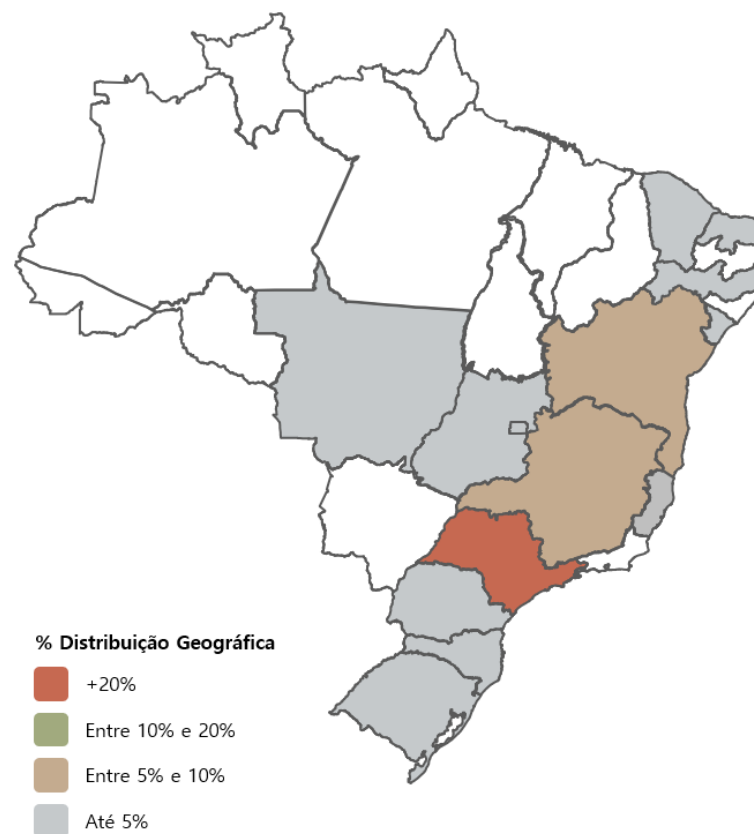 % Distribuição Geográfica
+20%
Entre 10% e 20%
Entre 5% e 10%
Até 5%